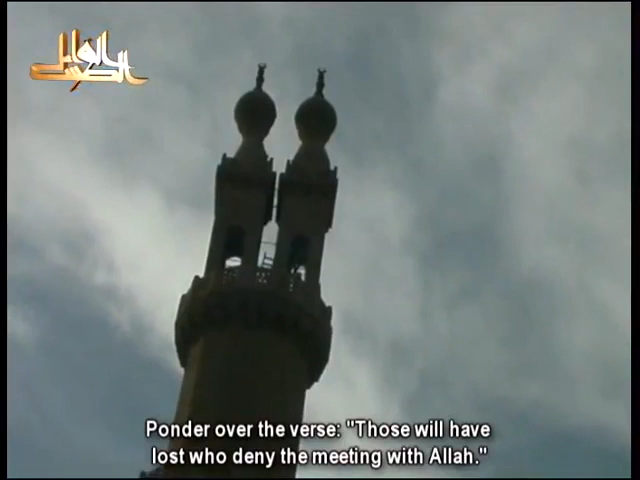 Ponder over the verse: "Those will have
lost who deny the meeting with Allah."